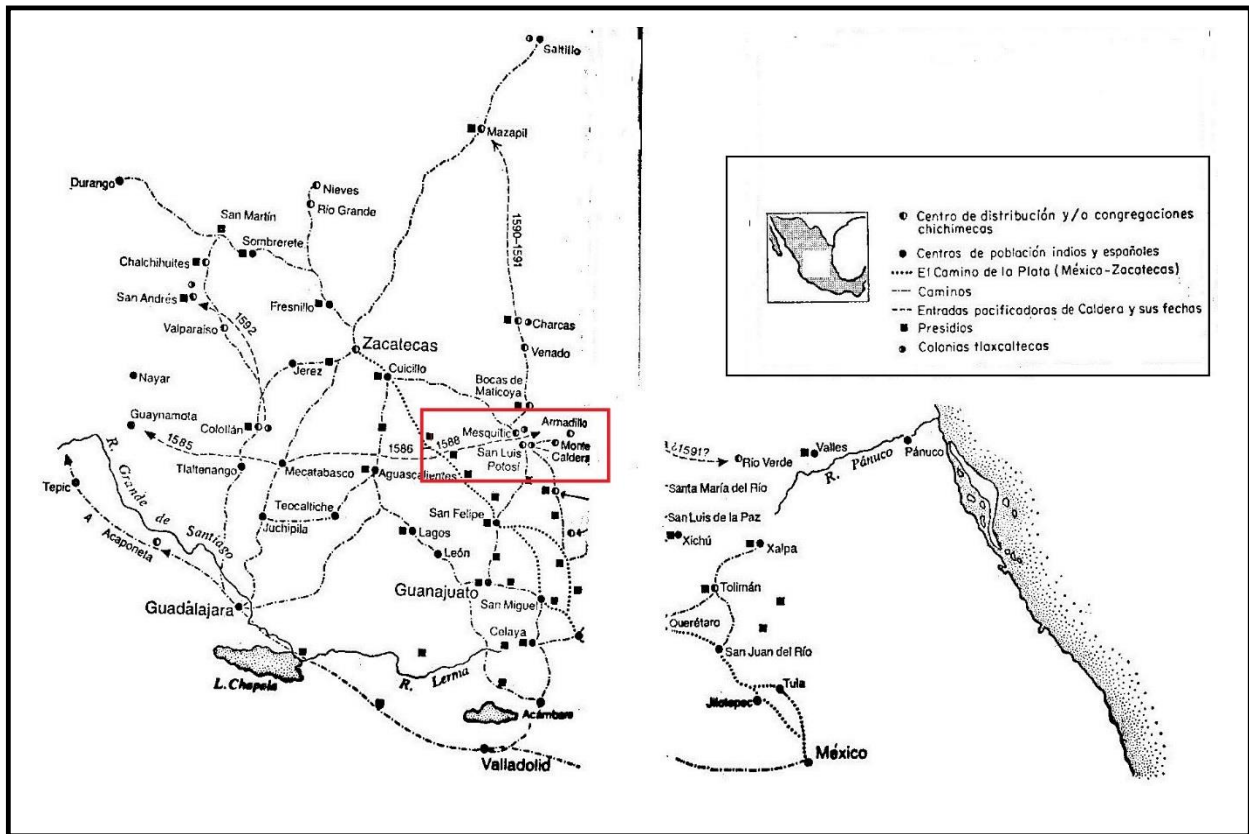 Saltillo
Mazapil
Durango
Nieves
Río Grande
San Martín
Sombrerete
Chalchihuites
San Andrés
1592
Fresnillo
Valparaíso
1590-1591
Charcas
Zacatecas
Venado
Jerez
Cuicillo
Nayar
Bocas de
Maticoya
Guaynamota
Colollán
1585
1586
1588
Mesquitic
Armadillo
San Luis
Potosí
Monte
Caldera
R. Grande de Santiago
Tlaltenango
Mecatabasco
Aguascalientes
Tepic
Teocaltiche
Juchipila
San Felipe
A
Acaponeta
Lagos
León
Guanajuato
San Miguel
Guadalajara
Celaya
L. Chapala
R. Lerma
Acámbaro
Valladolid
Centro de distribución y/o congregaciones
chichimecas
Centros de población indios y españoles
El Camino de la Plata (México-Zacatecas)
Caminos
Entradas pacificadoras de Caldera y sus fechas
Presidios
Colonias tlaxcaltecas
¿1591?
Río Verde
Valles
R. Pánuco
Pánuco
Santa María del Río
San Luis de la Paz
Xichú
Xalpa
Tolimán
Querétaro
San Juan del Río
Tula
Jilotepec
México